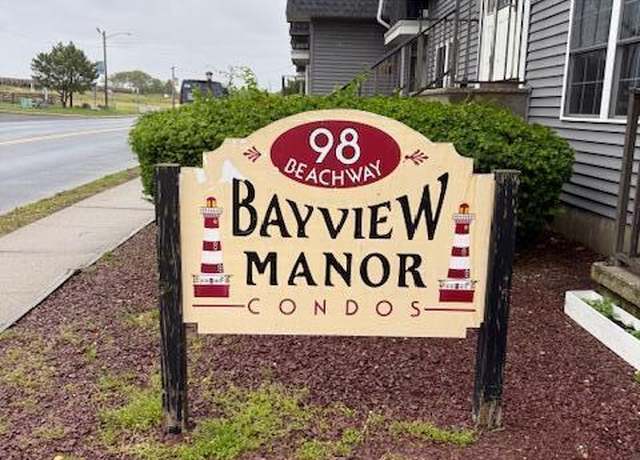 98
BEACHWAY
BAYVIEW
MANOR
CONDOS